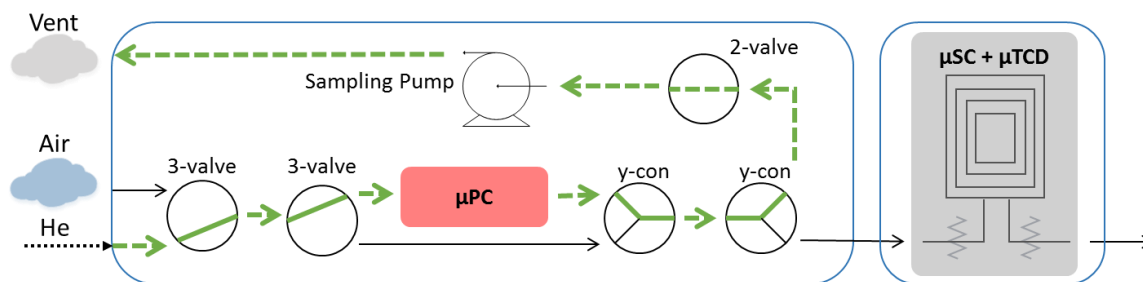 Vent
2-valve
μSC + μTCD
Sampling Pump
Air
3-valve
3-valve
y-con
y-con
μPC
He